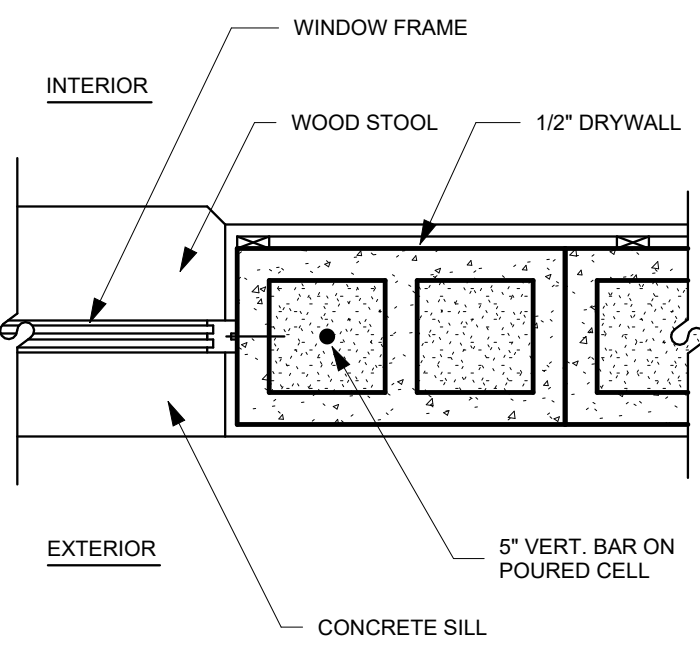 WINDOW FRAME
INTERIOR
WOOD STOOL
1/2" DRYWALL
EXTERIOR
5" VERT. BAR ON
POURED CELL
CONCRETE SILL